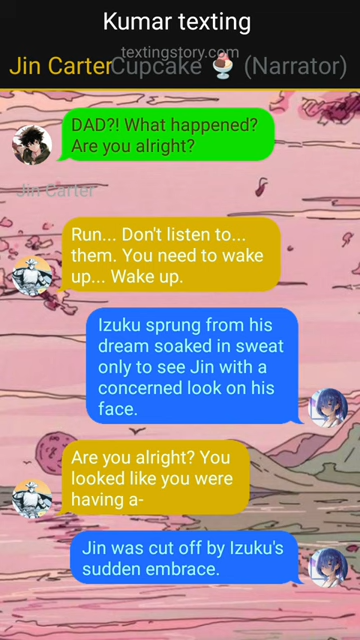 Kumar texting
textingstory.com
Jin Carter Cupcake 🍨 (Narrator)
DAD?! What happened?
Are you alright?
Jin Carter
Run... Don't listen to...
them. You need to wake
up... Wake up.
Izuku sprung from his
dream soaked in sweat
only to see Jin with a
concerned look on his
face.
Are you alright? You
looked like you were
having a-
Jin was cut off by Izuku's
sudden embrace.